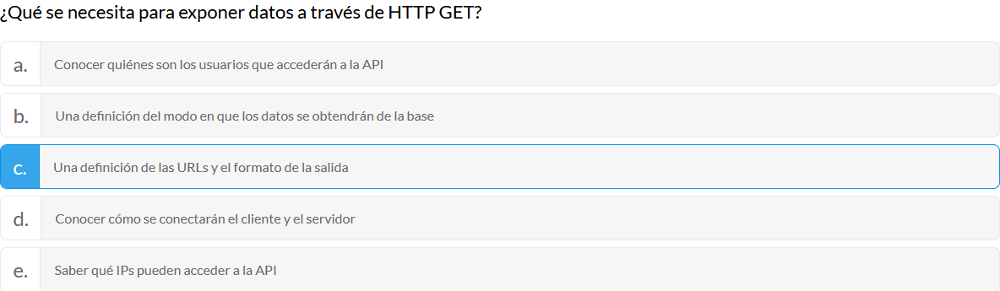 ¿Qué se necesita para exponer datos a través de HTTP GET?
a. Conocer quiénes son los usuarios que accederán a la API
b. Una definición del modo en que los datos se obtendrán de la base
c. Una definición de las URLs y el formato de la salida
d. Conocer cómo se conectarán el cliente y el servidor
e. Saber qué IPs pueden acceder a la API